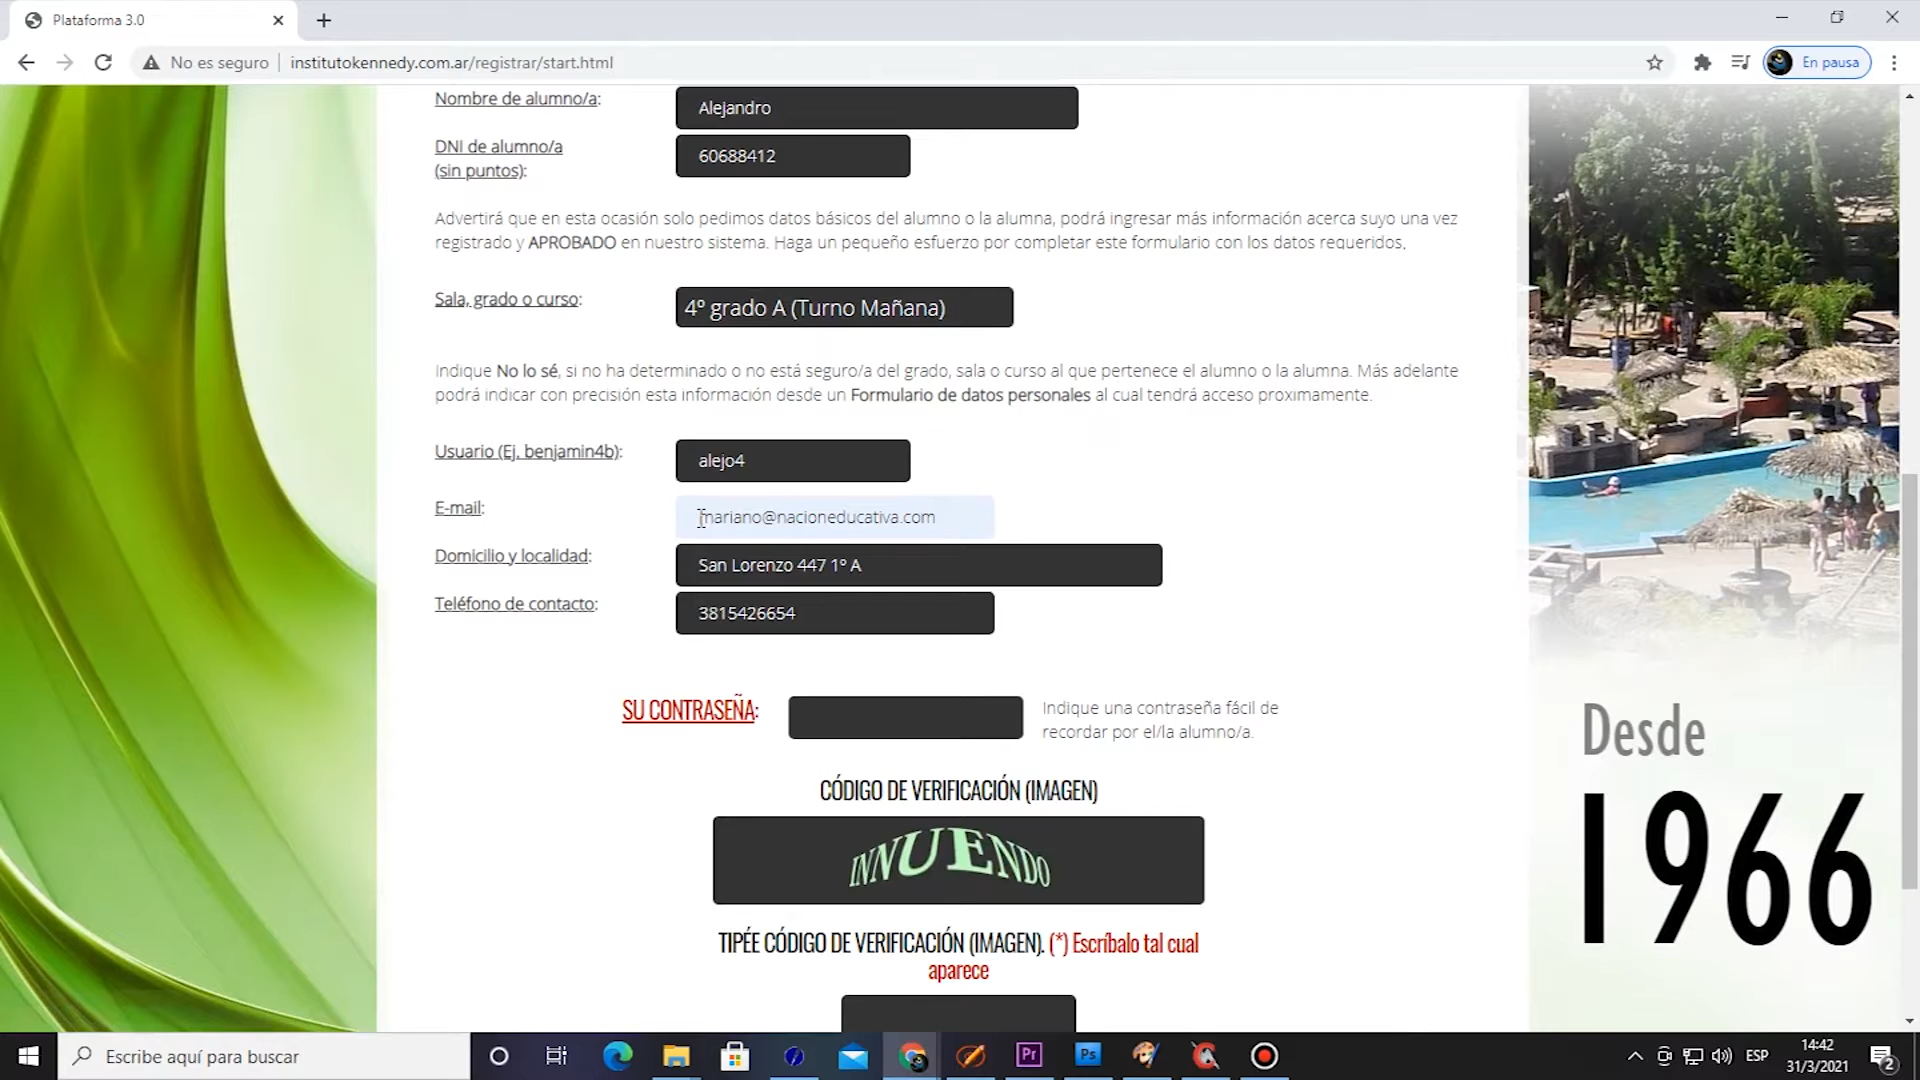 Plataforma 3.0
No es seguro
institutokennedy.com.ar/registrar/start.html
En pausa
Nombre de alumno/a:
Alejandro
DNI de alumno/a
(sin puntos):
60688412
Advertirá que en esta ocasión solo pedimos datos básicos del alumno o la alumna, podrá ingresar más información acerca suyo una vez
registrado y APROBADO en nuestro sistema. Haga un pequeño esfuerzo por completar este formulario con los datos requeridos.
Sala, grado o curso:
4º grado A (Turno Mañana)
Indique No lo sé, si no ha determinado o no está seguro/a del grado, sala o curso al que pertenece el alumno o la alumna. Más adelante
podrá indicar con precisión esta información desde un Formulario de datos personales al cual tendrá acceso proximamente.
Usuario (Ej. benjamin4b):
alejo4
E-mail:
mariano@nacioneducativa.com
Domicilio y localidad:
San Lorenzo 447 1º A
Teléfono de contacto:
3815426654
SU CONTRASEÑA:
Indique una contraseña fácil de
recordar por el/la alumno/a.
CÓDIGO DE VERIFICACIÓN (IMAGEN)
INNUENDO
TIPÉE CÓDIGO DE VERIFICACIÓN (IMAGEN). (*) Escríbalo tal cual
aparece
Desde
1966
Escribe aquí para buscar
Pr
Ps
ESP
14:42
31/3/2021
2